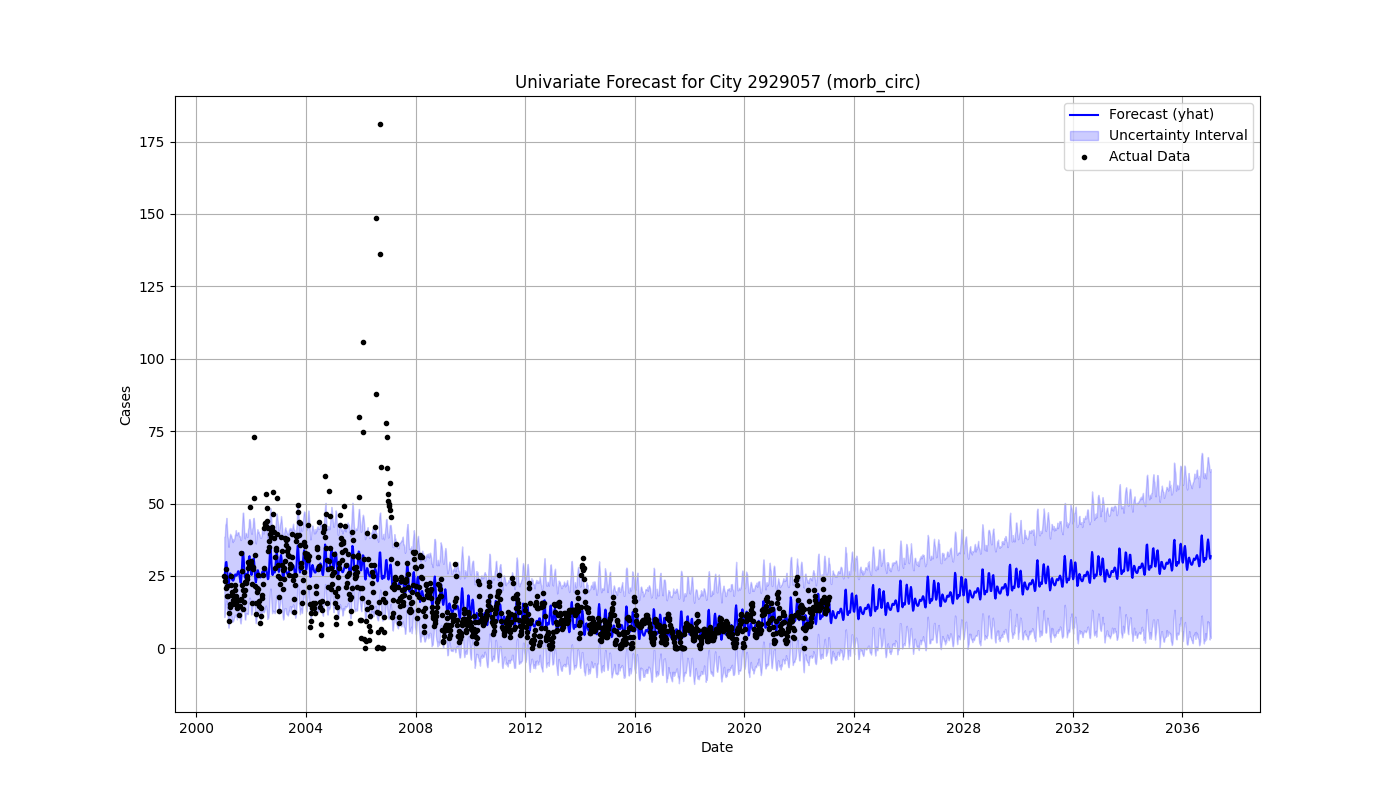 Univariate Forecast for City 2929057 (morb_circ)
Forecast (yhat)
Uncertainty Interval
Actual Data
175
150
125
100
75
50
25
0
Cases
2000 2004 2008 2012 2016 2020 2024 2028 2032 2036
Date